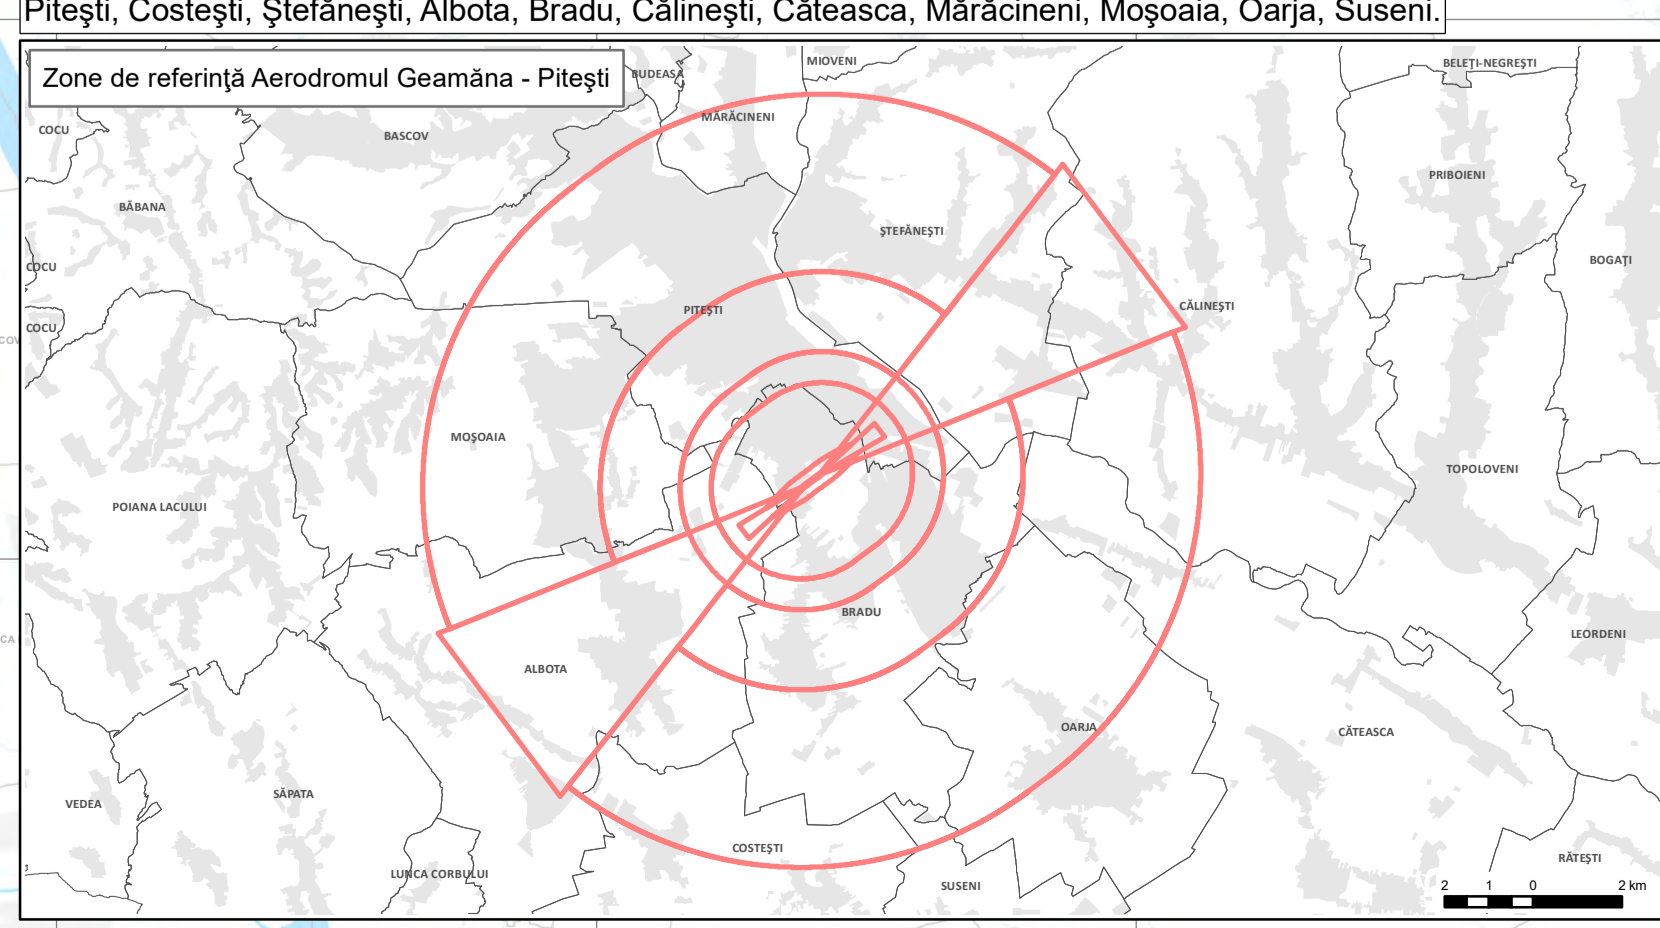 Piteşti, Costeşti, Ştefăneşti, Albota, Bradu, Călineşti, Căteasca, Mărăcineni, Moşoaia, Oarja, Suseni.
Zone de referinţă Aerodromul Geamăna - Piteşti
MIOVENI
BELEŢI-NEGREŞTI
BUDEASA
MĂRĂCINENI
COCU
BASCOV
PRIBOIENI
BĂBANA
ŞTEFĂNEŞTI
BOGAŢI
COCU
CĂLINEŞTI
PITEŞTI
COCU
MOŞOAIA
TOPOLOVENI
POIANA LACULUI
BRADU
LEORDENI
ALBOTA
OARJA
CĂTEASCA
SĂPATA
VEDEA
COSTEŞTI
RĂTEŞTI
LUNCA CORBULUI
SUSENI
2 1 0 2 km